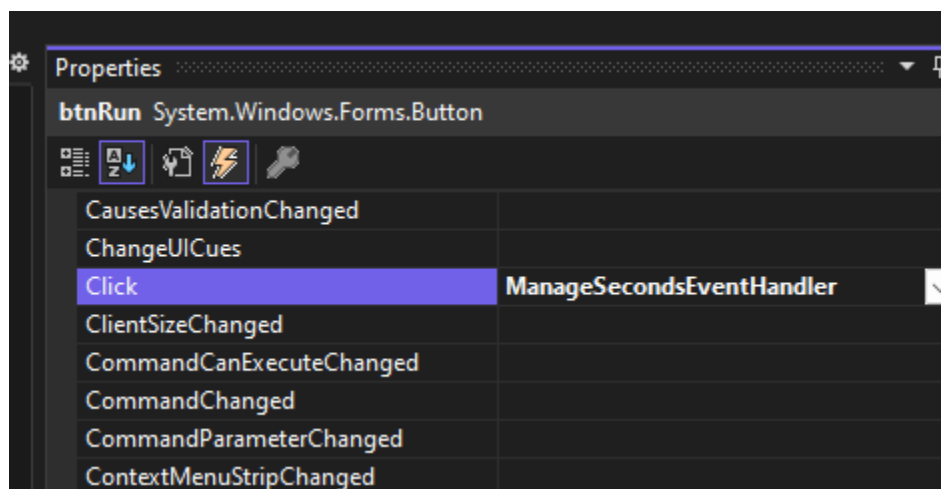 Properties
btnRun System.Windows.Forms.Button
CausesValidationChanged
ChangeUICues
Click ManageSecondsEventHandler
ClientSizeChanged
CommandCanExecuteChanged
CommandChanged
CommandParameterChanged
ContextMenuStripChanged